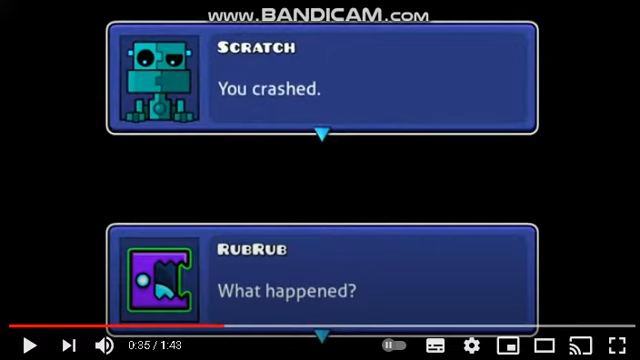 www.BANDICAM.com
SCRATCH
You crashed.
RUBRUB
What happened?
0:35 / 1:43